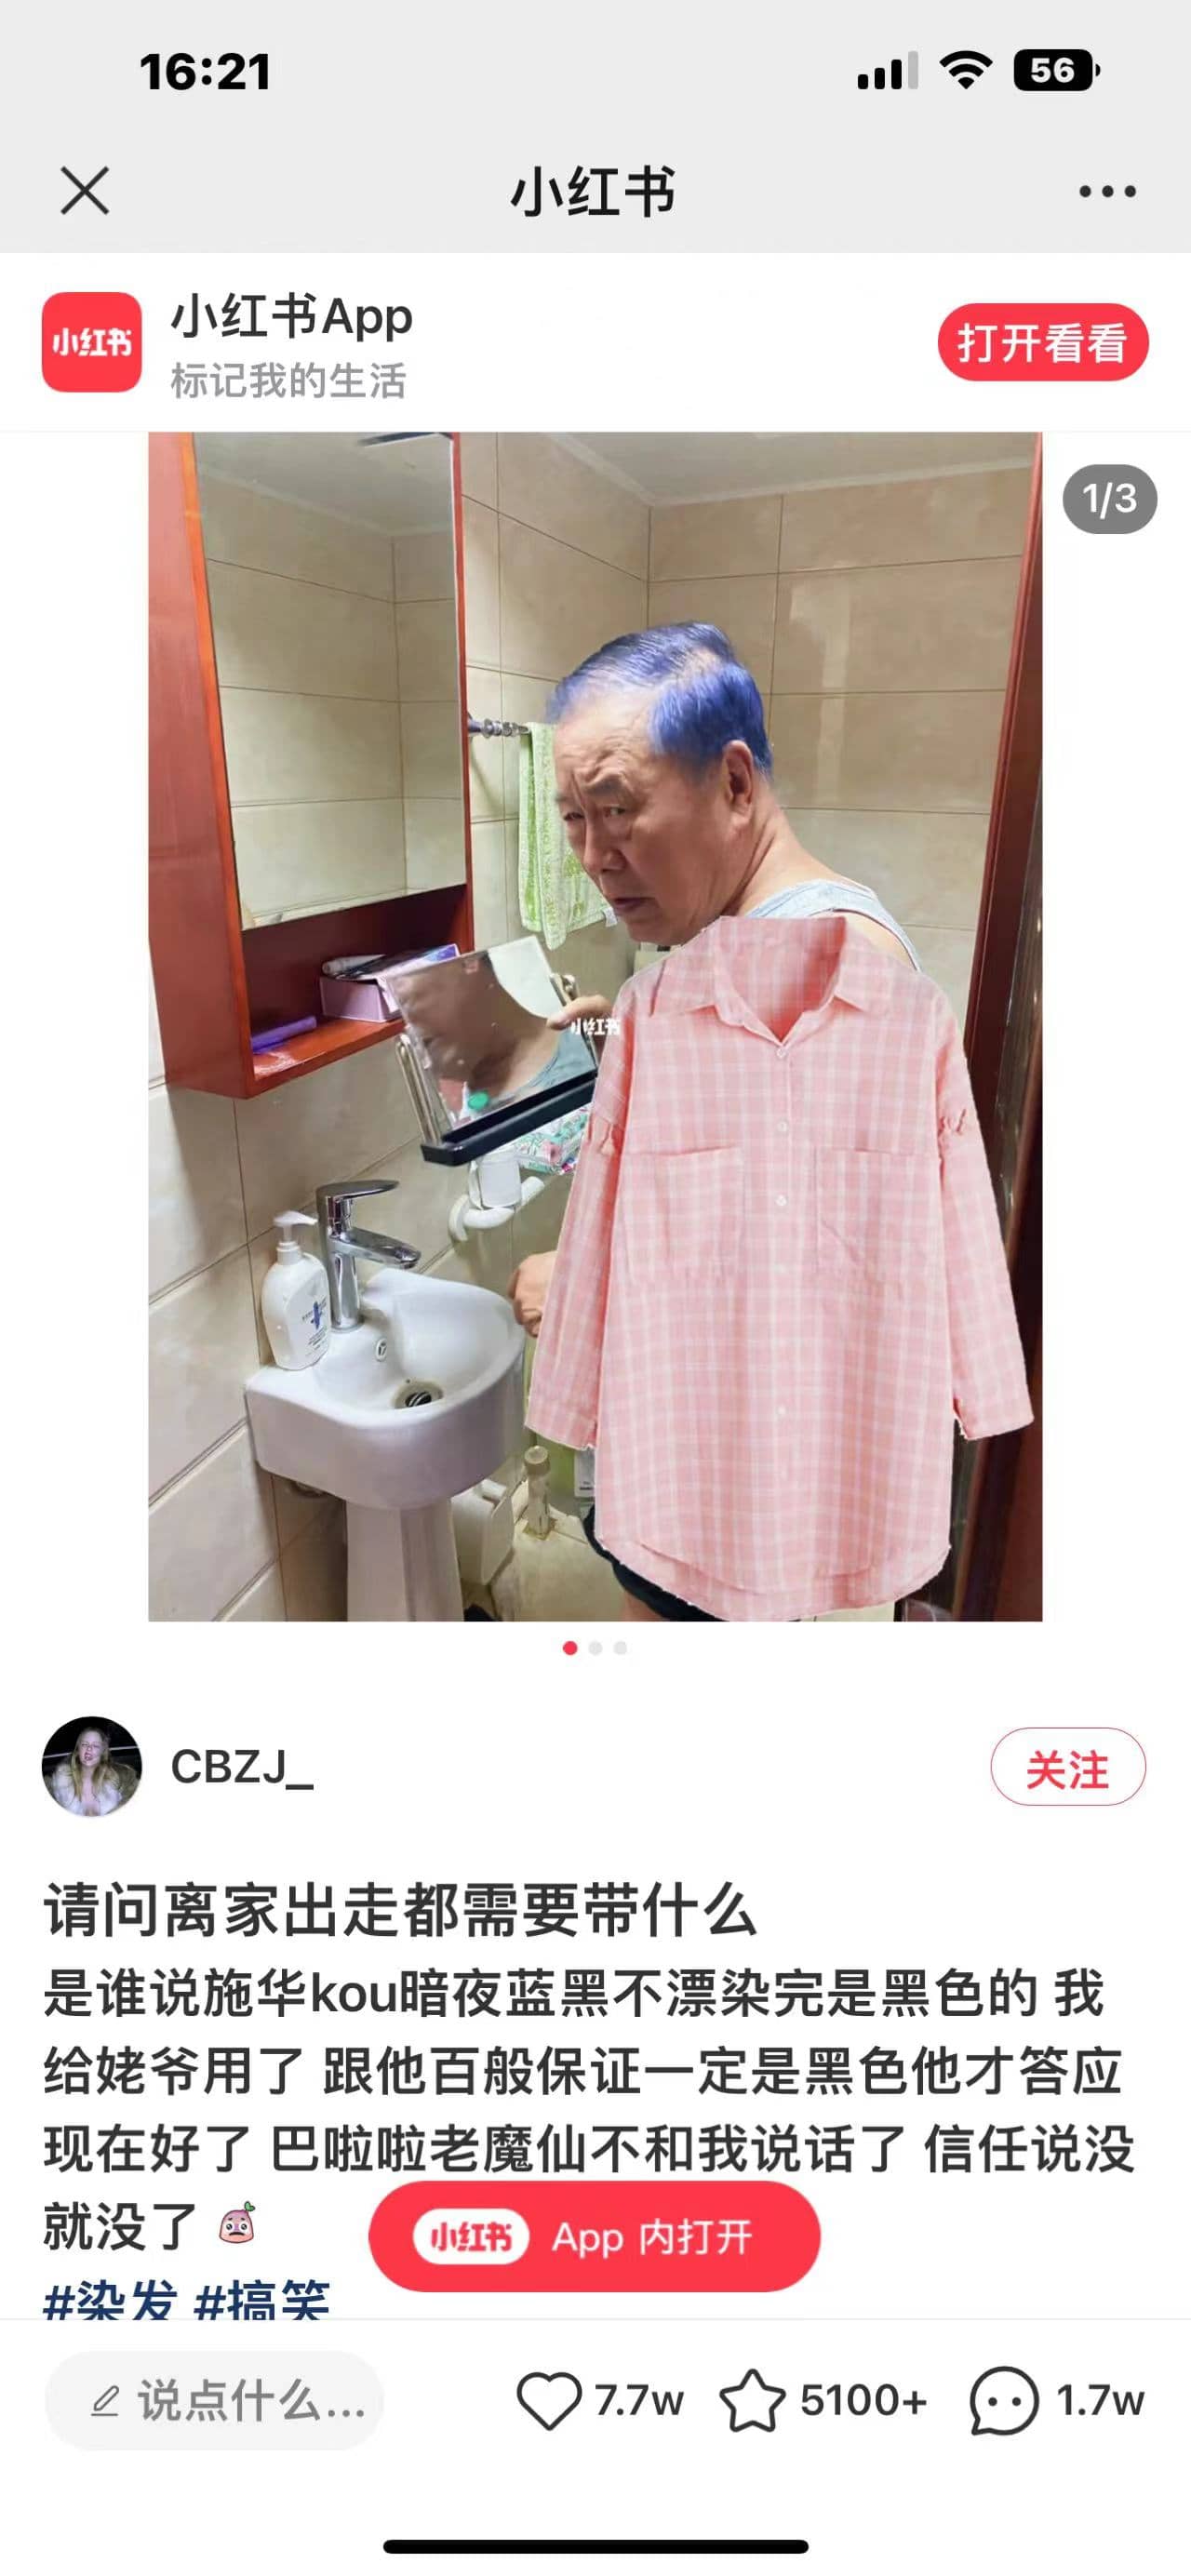 16:21
56
小红书
小红书
小红书App
标记我的生活
打开看看
1/3
小红书
CBZJ_
关注
请问离家出走都需要带什么
是谁说施华kou暗夜蓝黑不漂染完是黑色的 我
给姥爷用了 跟他百般保证一定是黑色他才答应
现在好了 巴啦啦老魔仙不和我说话了 信任说没
就没了
小红书 App 内打开
#染发 #搞笑
说点什么...
7.7w
5100+
1.7w